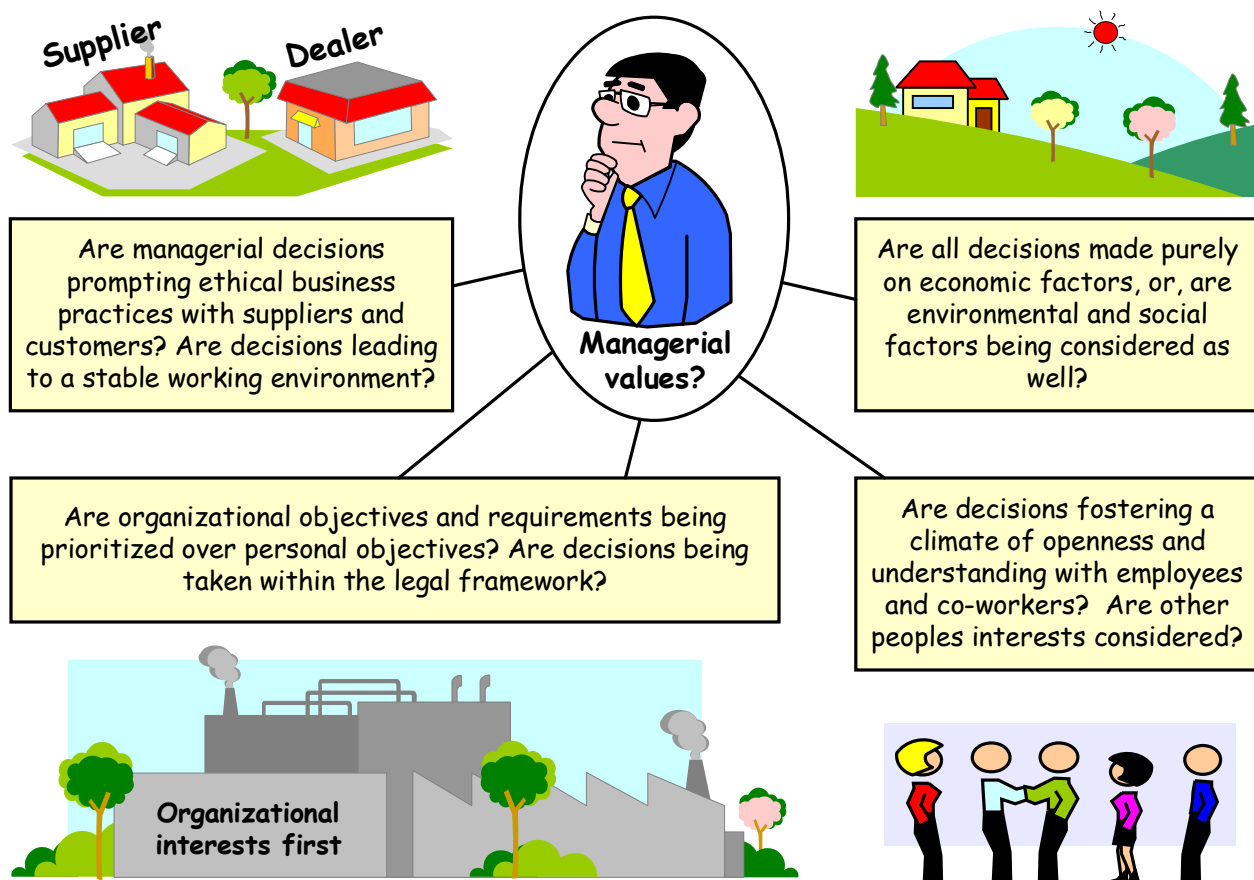 Supplier
Dealer
Managerial
values?
Are managerial decisions
prompting ethical business
practices with suppliers and
customers? Are decisions leading
to a stable working environment?
Are all decisions made purely
on economic factors, or, are
environmental and social
factors being considered as
well?
Are organizational objectives and requirements being
prioritized over personal objectives? Are decisions being
taken within the legal framework?
Are decisions fostering a
climate of openness and
understanding with employees
and co-workers?  Are other
peoples interests considered?
Organizational
interests first